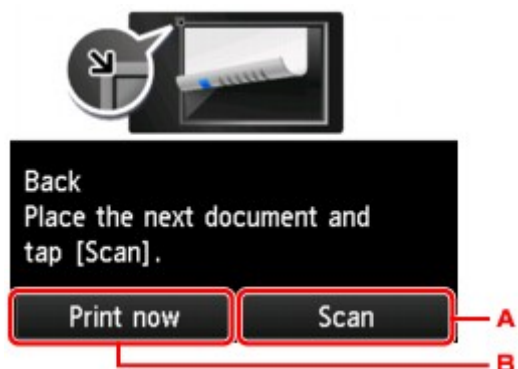 Back
Place the next document and
tap [Scan].
Print now Scan A
B